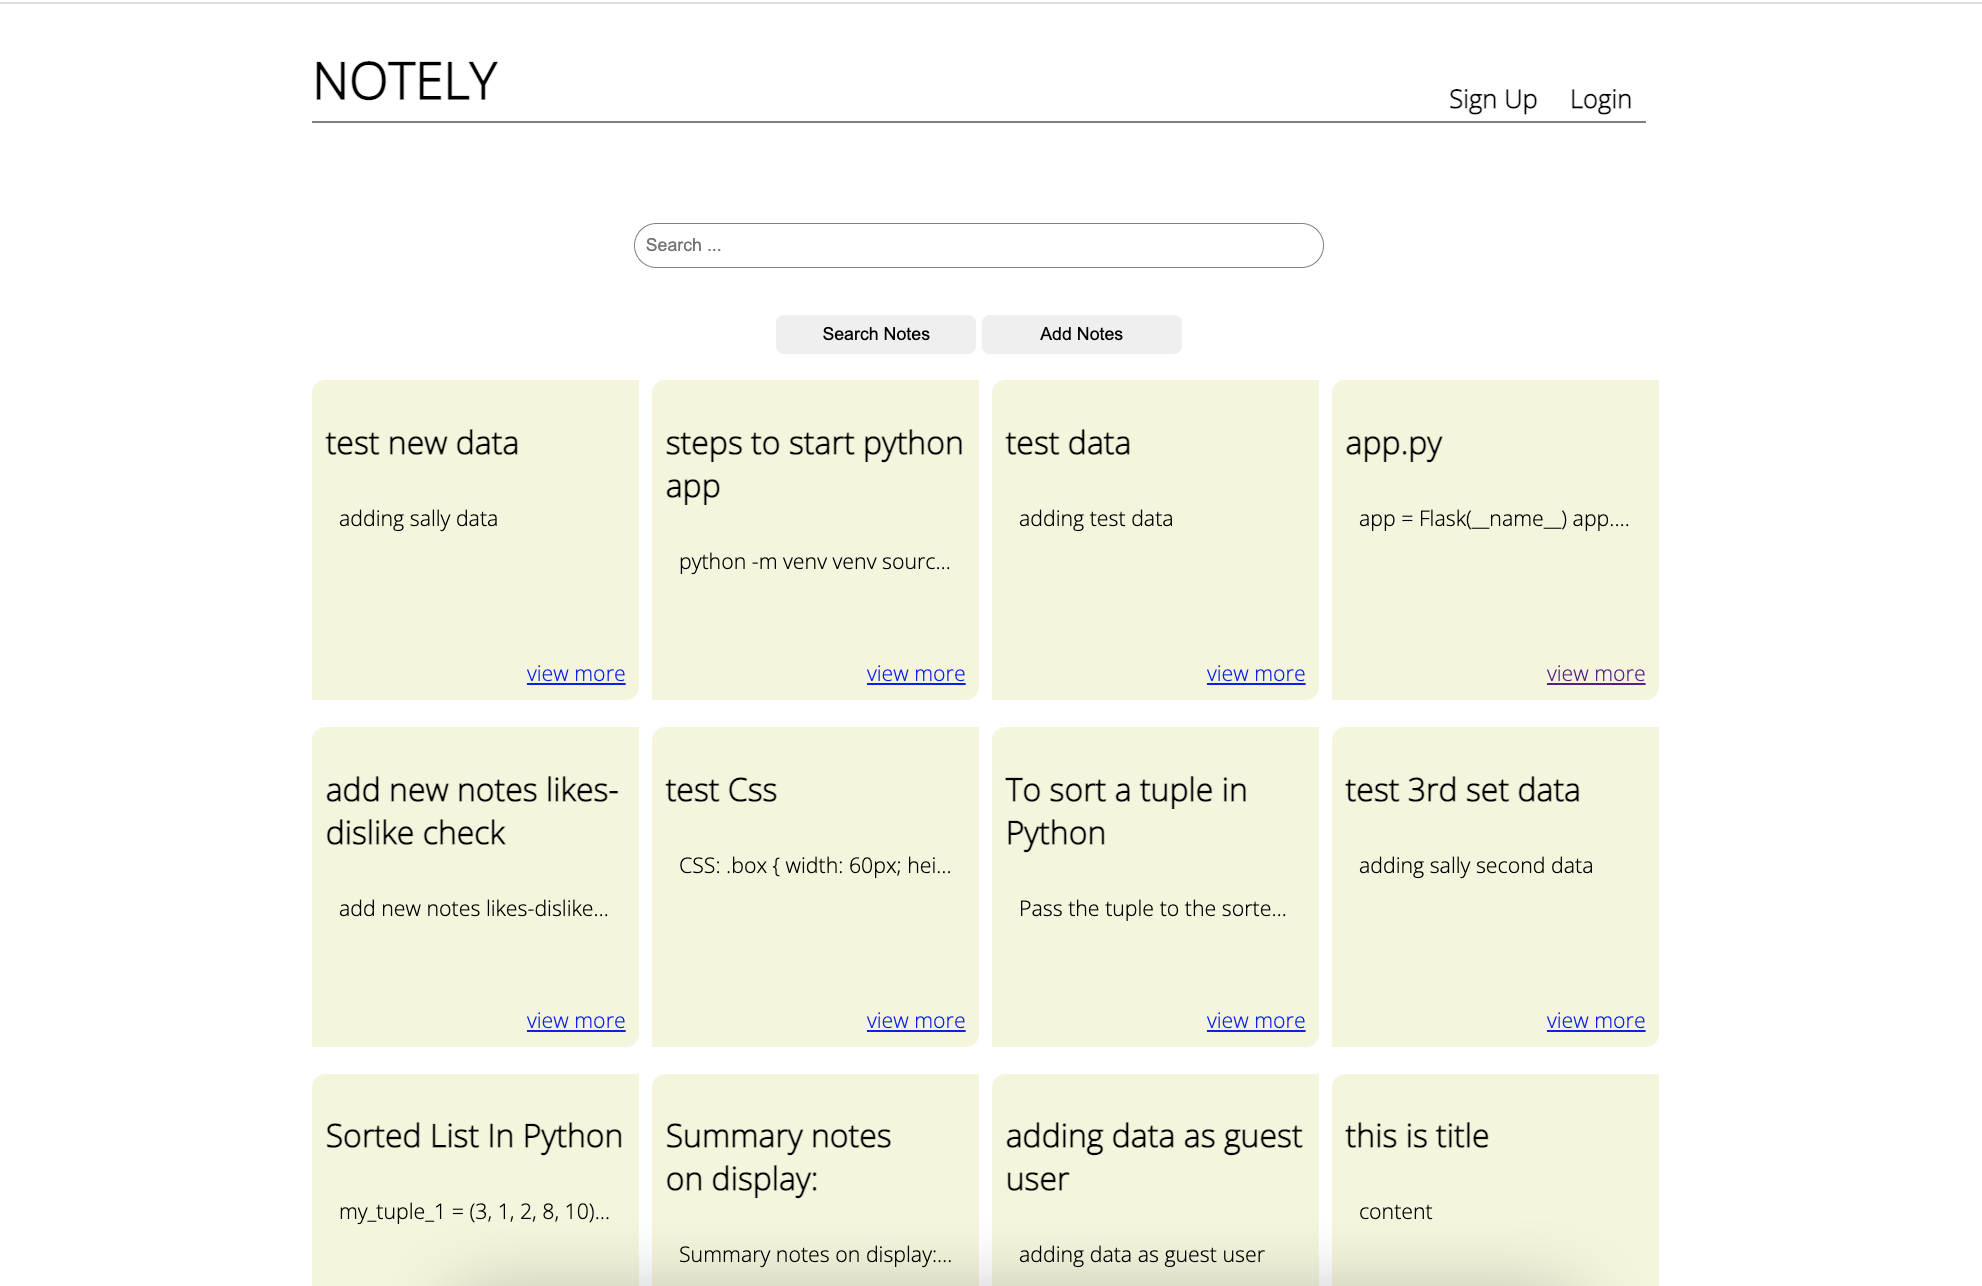 NOTELY
Sign Up
Login
Search ...
Search Notes
Add Notes
test new data
adding sally data
view more
steps to start python
app
python -m venv venv sourc...
view more
test data
adding test data
view more
app.py
app = Flask(__name__) app....
view more
add new notes likes-
dislike check
add new notes likes-dislike...
view more
test Css
CSS: .box { width: 60px; hei...
view more
To sort a tuple in
Python
Pass the tuple to the sorte...
view more
test 3rd set data
adding sally second data
view more
Sorted List In Python
my_tuple_1 = (3, 1, 2, 8, 10)...
Summary notes
on display:
Summary notes on display:...
adding data as guest
user
adding data as guest user
this is title
content